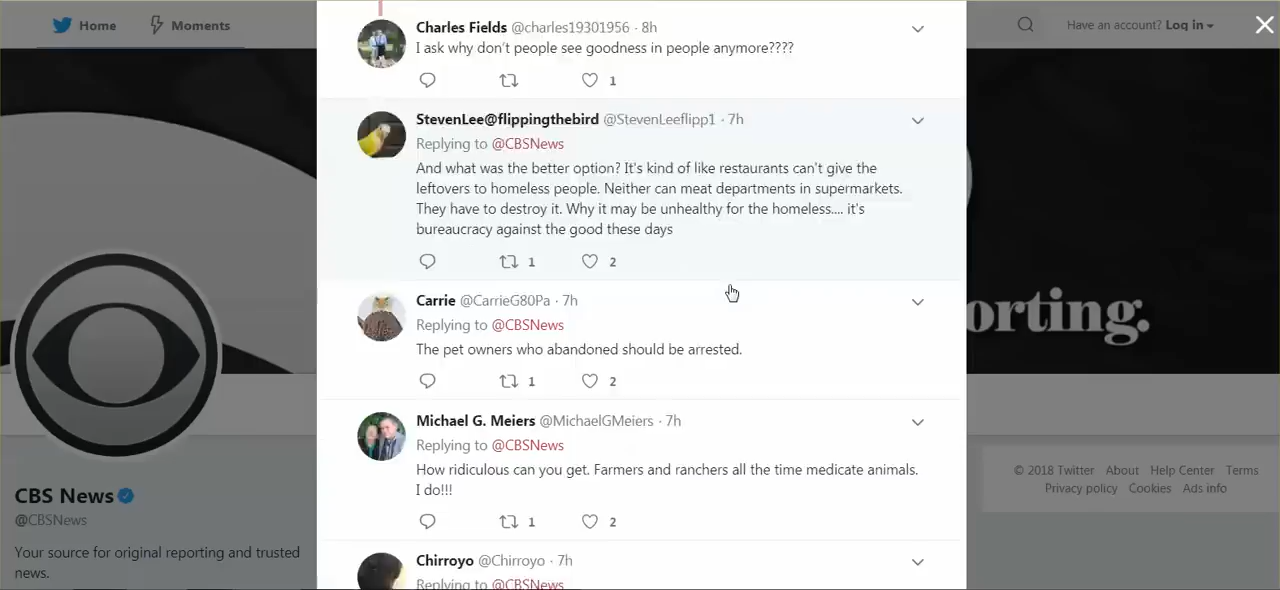 Home
Moments
Have an account? Log in
Charles Fields @charles19301956 · 8h
I ask why don't people see goodness in people anymore????
1
StevenLee@flippingthebird @StevenLeeflipp1 · 7h
Replying to @CBSNews
And what was the better option? It's kind of like restaurants can't give the
leftovers to homeless people. Neither can meat departments in supermarkets.
They have to destroy it. Why it may be unhealthy for the homeless.... it's
bureaucracy against the good these days
1 2
Carrie @CarrieG80Pa · 7h
Replying to @CBSNews
The pet owners who abandoned should be arrested.
1 2
Michael G. Meiers @MichaelGMeiers · 7h
Replying to @CBSNews
How ridiculous can you get. Farmers and ranchers all the time medicate animals.
I do!!!
1 2
Chirroyo @Chirroyo · 7h
Replying to @CBSNews
CBS News
@CBSNews
Your source for original reporting and trusted
news.
orting.
© 2018 Twitter About Help Center Terms
Privacy policy Cookies Ads info